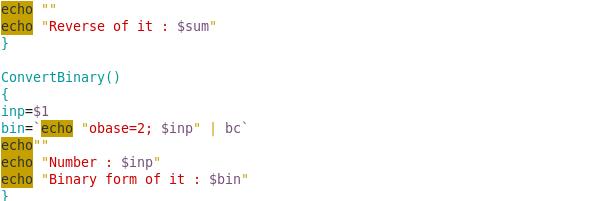 echo ""
echo "Reverse of it : $sum"
}
ConvertBinary()
{
inp=$1
bin=`echo "obase=2; $inp" | bc`
echo""
echo "Number : $inp"
echo "Binary form of it : $bin"
}